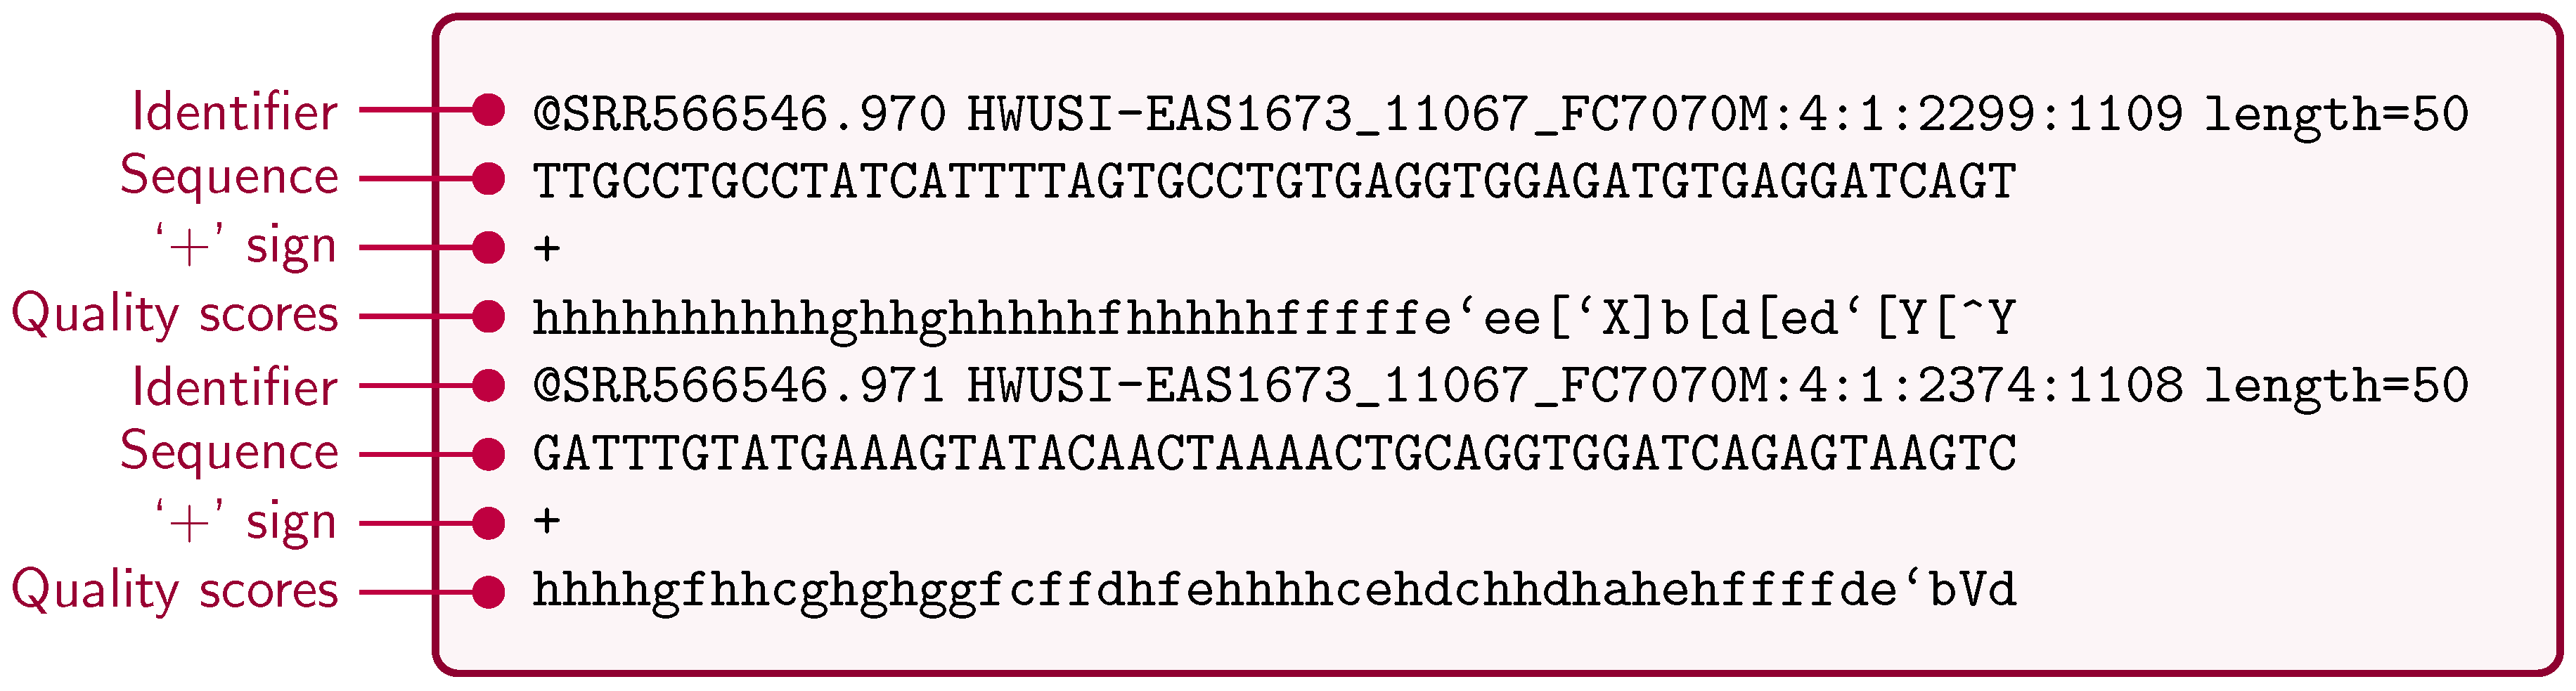 Identifier @SRR566546.970 HWUSI-EAS1673_11067_FC7070M:4:1:2299:1109 length=50
Sequence TTGCCTGCCTATCATTTTAGTGCCTGTGAGGTGGAGATGTGAGGATCAGT
‘+’ sign +
Quality scores hhhhhhhhhhghhghhhhhfhhhhhfffffe‘ee[‘X]b[d[ed‘[Y[^Y
Identifier @SRR566546.971 HWUSI-EAS1673_11067_FC7070M:4:1:2374:1108 length=50
Sequence GATTTGTATGAAAGTATACAACTAAAACTGCAGGTGGATCAGAGTAAGTC
‘+’ sign +
Quality scores hhhhgfhhcghghggfcffdhfehhhhcehdchhdhahehffffde‘bVd